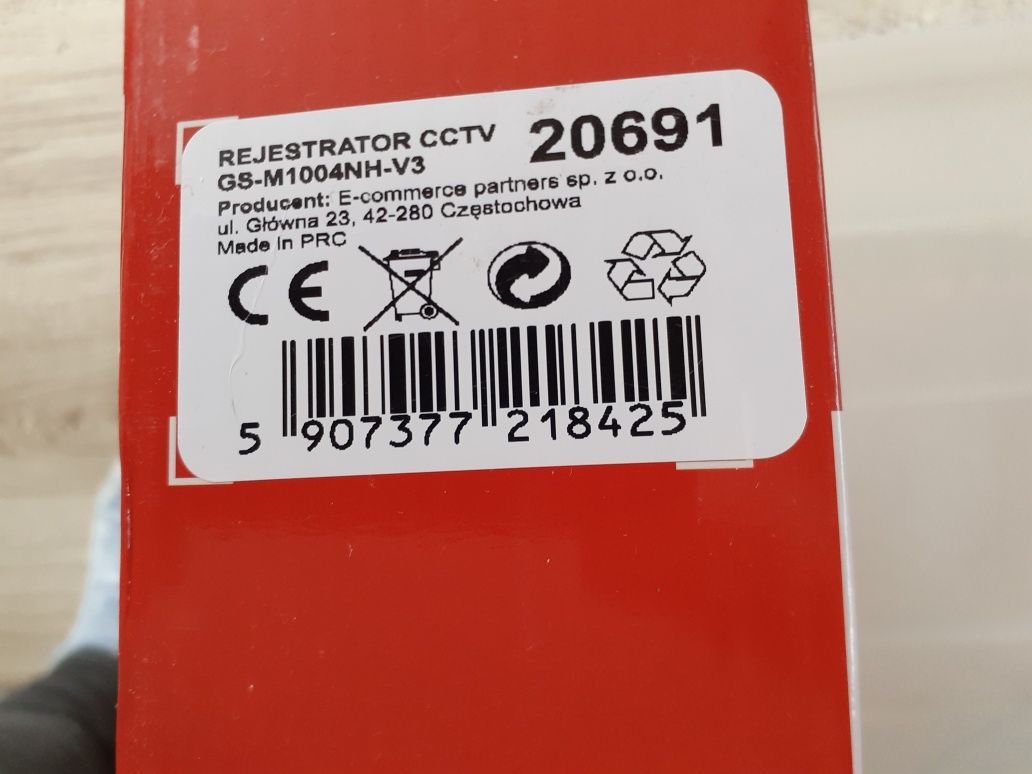 REJESTRATOR CCTV 20691
GS-M1004NH-V3
Producent: E-commerce partners sp. z o.o.
ul. Główna 23, 42-280 Częstochowa
Made In PRC
CE
5 907377 218425